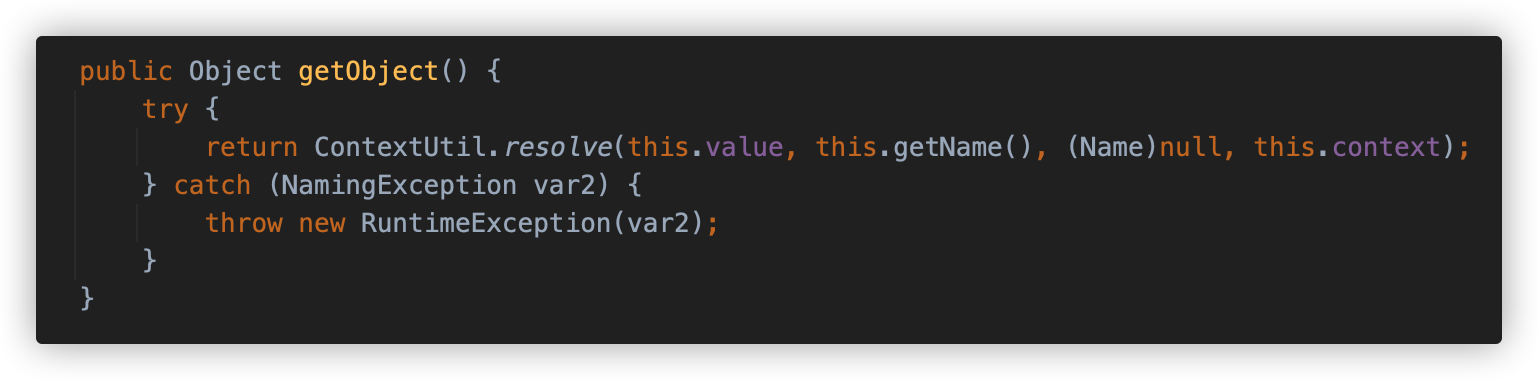 public Object getObject() {
try {
return ContextUtil.resolve(this.value, this.getName(), (Name)null, this.context);
} catch (NamingException var2) {
throw new RuntimeException(var2);
}
}